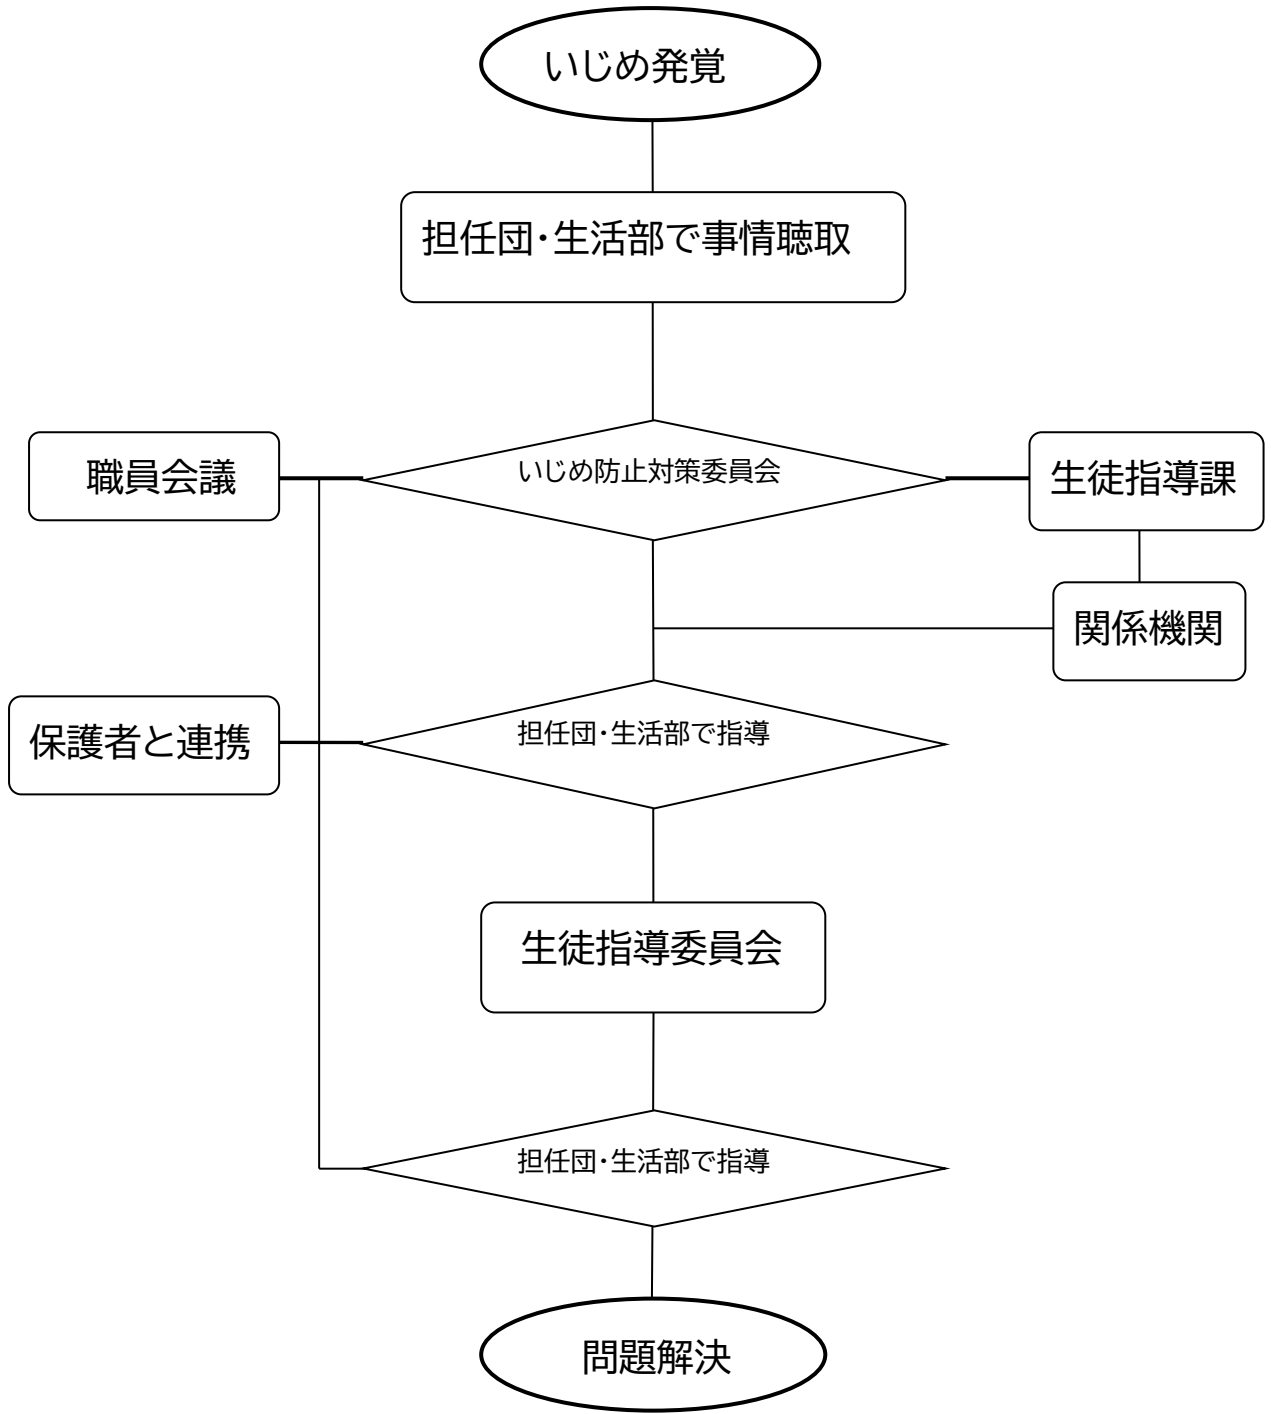 いじめ発覚
担任団･生活部で事情聴取
職員会議
いじめ防止対策委員会
生徒指導課
関係機関
保護者と連携
担任団･生活部で指導
生徒指導委員会
担任団･生活部で指導
問題解決